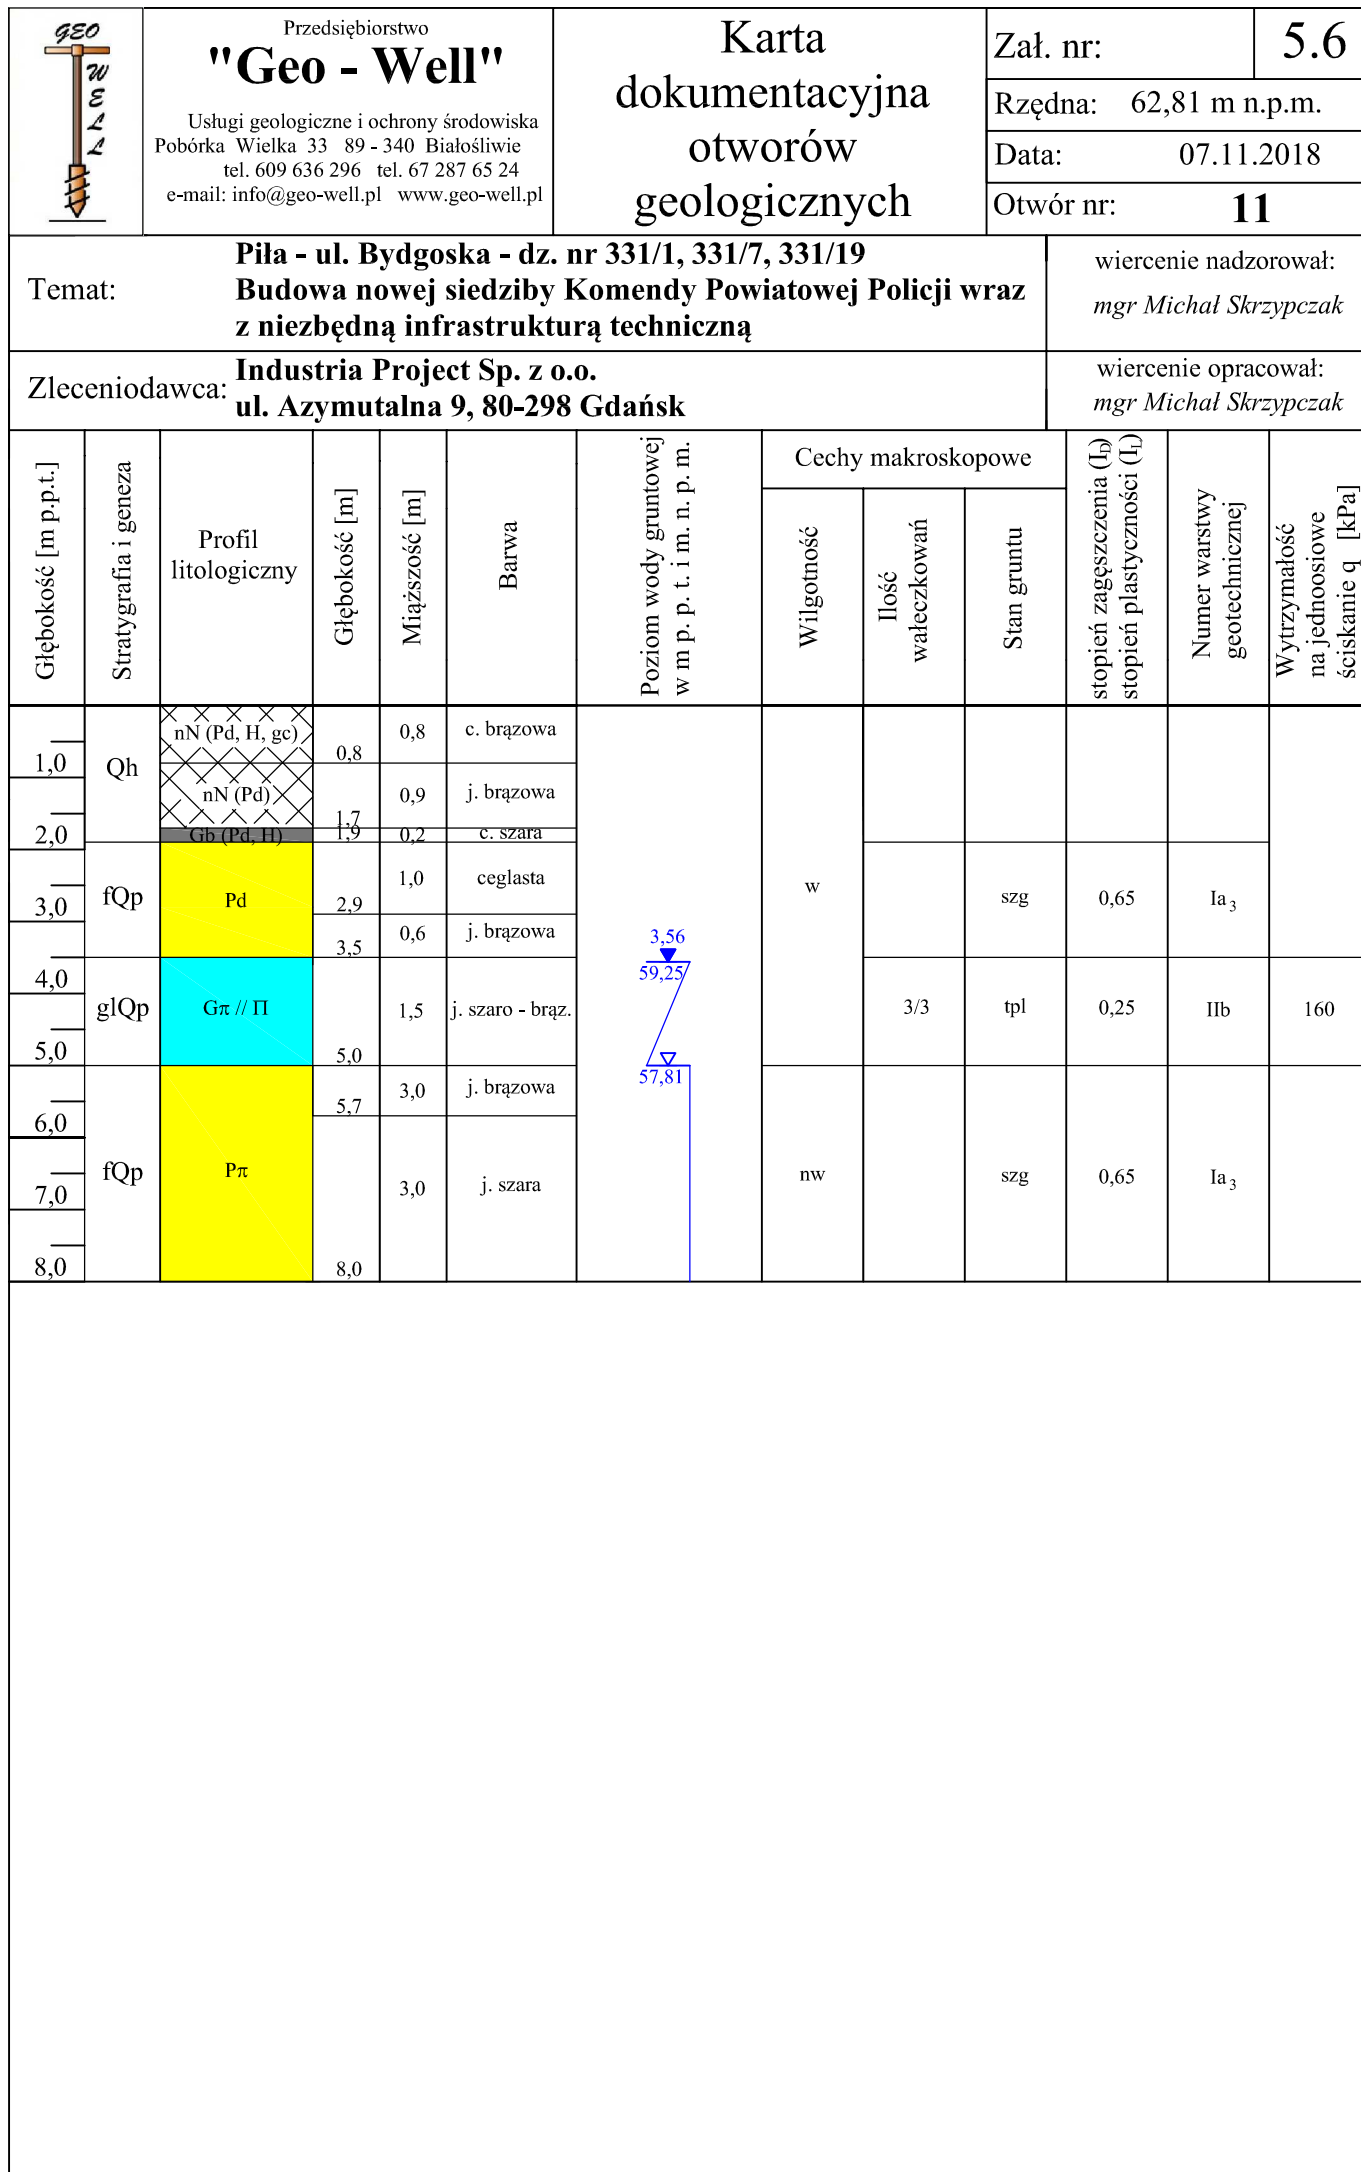 GEO
WELL
Przedsiębiorstwo
"Geo - Well"
Usługi geologiczne i ochrony środowiska
Pobórka Wielka 33 89 - 340 Białośliwie
tel. 609 636 296 tel. 67 287 65 24
e-mail: info@geo-well.pl www.geo-well.pl
Karta
dokumentacyjna
otworów
geologicznych
Zał. nr: 5.6
Rzędna: 62,81 m n.p.m.
Data: 07.11.2018
Otwór nr: 11
Temat:
Piła - ul. Bydgoska - dz. nr 331/1, 331/7, 331/19
Budowa nowej siedziby Komendy Powiatowej Policji wraz
z niezbędną infrastrukturą techniczną
wiercenie nadzorował:
mgr Michał Skrzypczak
Zleceniodawca:
Industria Project Sp. z o.o.
ul. Azymutalna 9, 80-298 Gdańsk
wiercenie opracował:
mgr Michał Skrzypczak
Głębokość [m p.p.t.]
Stratygrafia i geneza
Profil
litologiczny
Głębokość [m]
Miąższość [m]
Barwa
Poziom wody gruntowej
w m p. p. t. i m. n. p. m.
Cechy makroskopowe
Wilgotność
Ilość
wałeczkowań
Stan gruntu
stopień zagęszczenia (I_D)
stopień plastyczności (I_L)
Numer warstwy
geotechnicznej
Wytrzymałość
na jednoosiowe
ściskanie q [kPa]
nN (Pd, H, gc) 0,8 0,8 c. brązowa
1,0 Qh
nN (Pd) 1,7 0,9 j. brązowa
2,0 Gb (Pd, H) 1,9 0,2 c. szara
3,0 fQp Pd 2,9 1,0 ceglasta w szg 0,65 Ia3
3,5 0,6 j. brązowa
3,56
59,25
4,0 glQp Gπ // Π 1,5 j. szaro - brąz. 3/3 tpl 0,25 IIb 160
5,0 5,0
57,81
5,7 3,0 j. brązowa
6,0
7,0 fQp Pπ 3,0 j. szara nw szg 0,65 Ia3
8,0 8,0